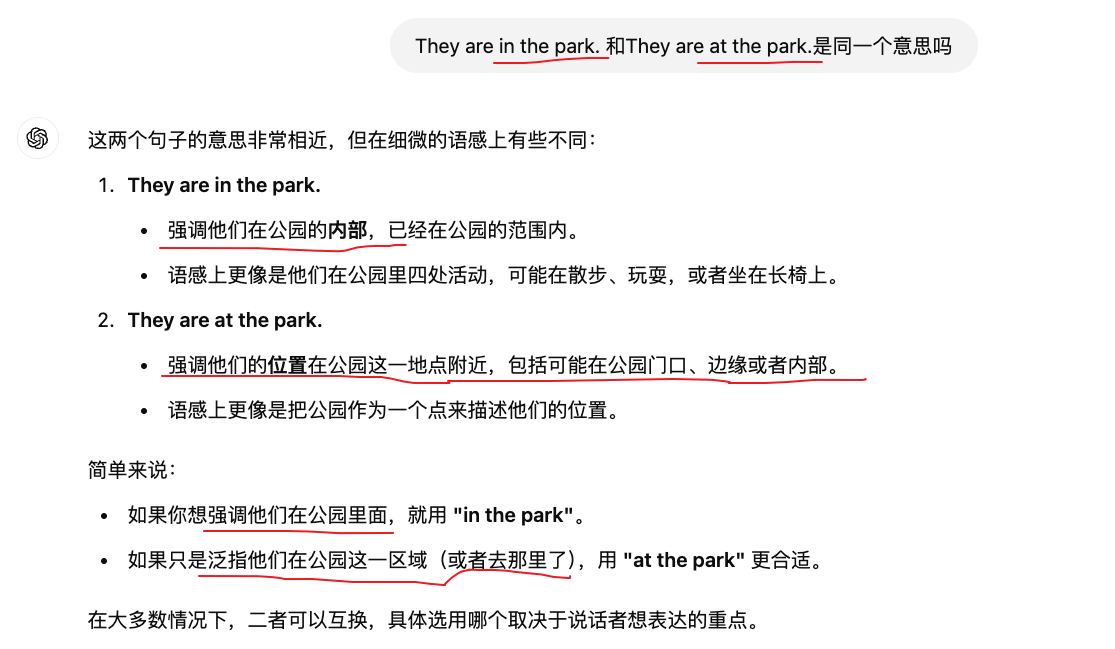 They are in the park. 和They are at the park.是同一个意思吗
这两个句子的意思非常相近，但在细微的语感上有些不同：
1. They are in the park.
• 强调他们在公园的内部，已经在公园的范围内。
• 语感上更像是他们在公园里四处活动，可能在散步、玩耍，或者坐在长椅上。
2. They are at the park.
• 强调他们的位置在公园这一地点附近，包括可能在公园门口、边缘或者内部。
• 语感上更像是把公园作为一个点来描述他们的位置。
简单来说：
• 如果你想强调他们在公园里面，就用 "in the park"。
• 如果只是泛指他们在公园这一区域（或者去那里了），用 "at the park" 更合适。
在大多数情况下，二者可以互换，具体选用哪个取决于说话者想表达的重点。